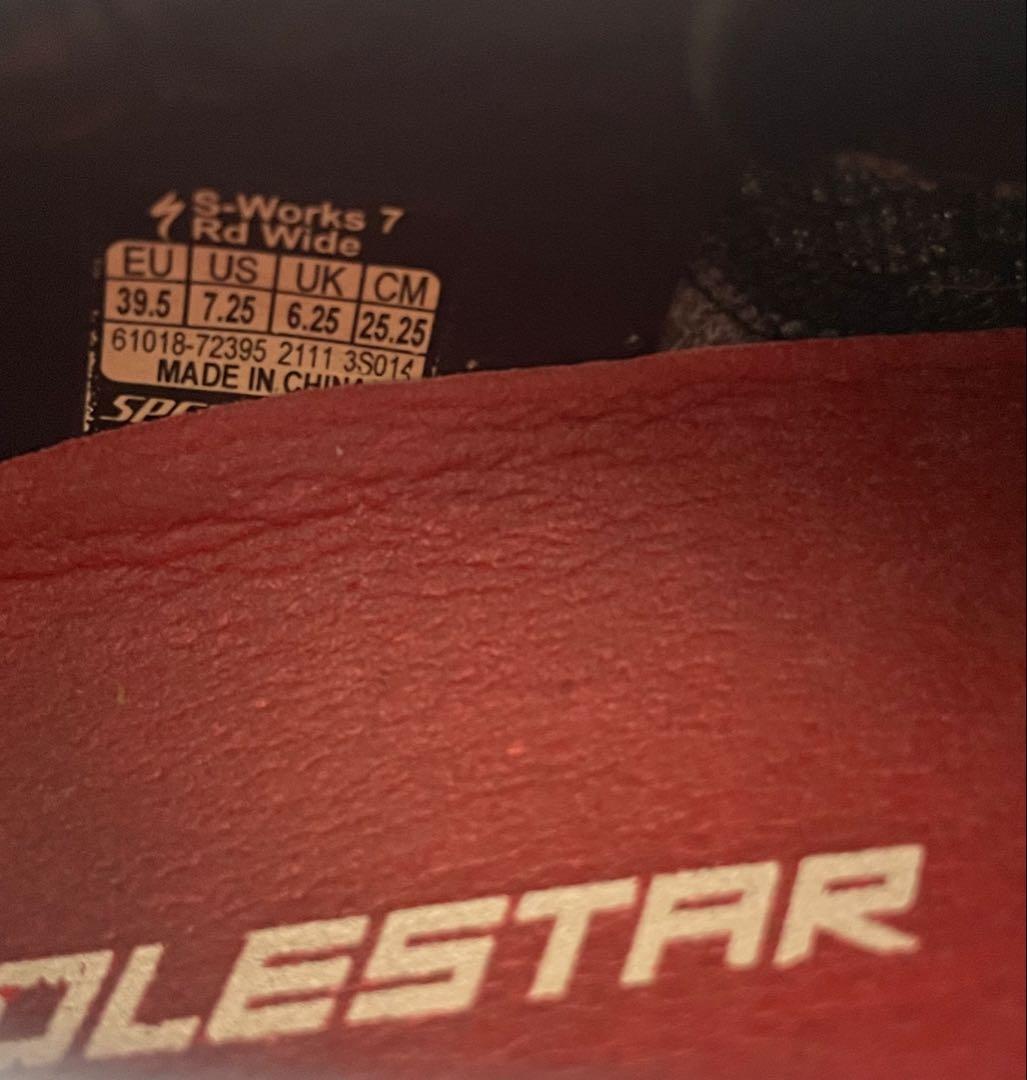 S-Works 7
Rd Wide
EU US UK CM
39.5 7.25 6.25 25.25
61018-72395 2111 3S014
MADE IN CHINA
SPE
OLESTAR